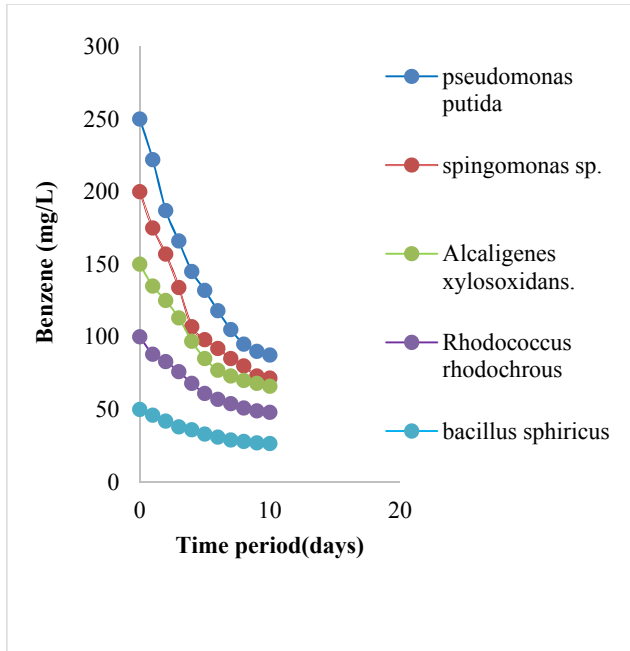 300
250
200
150
100
50
0
Benzene (mg/L)
0
10
20
Time period(days)
pseudomonas
putida
spingomonas sp.
Alcaligenes
xylosoxidans.
Rhodococcus
rhodochrous
bacillus sphiricus